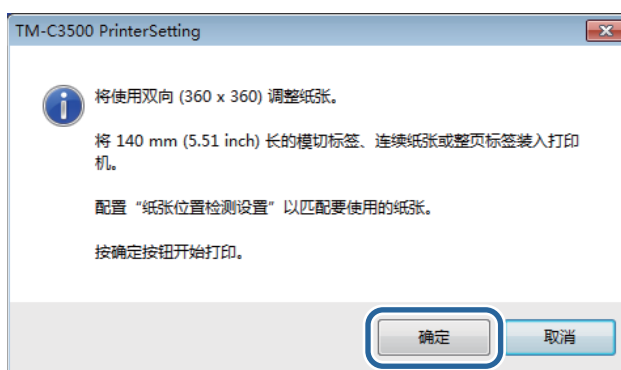 TM-C3500 PrinterSetting
将使用双向 (360 x 360) 调整纸张。
将 140 mm (5.51 inch) 长的模切标签、连续纸张或整页标签装入打印
机。
配置“纸张位置检测设置”以匹配要使用的纸张。
按确定按钮开始打印。
确定
取消